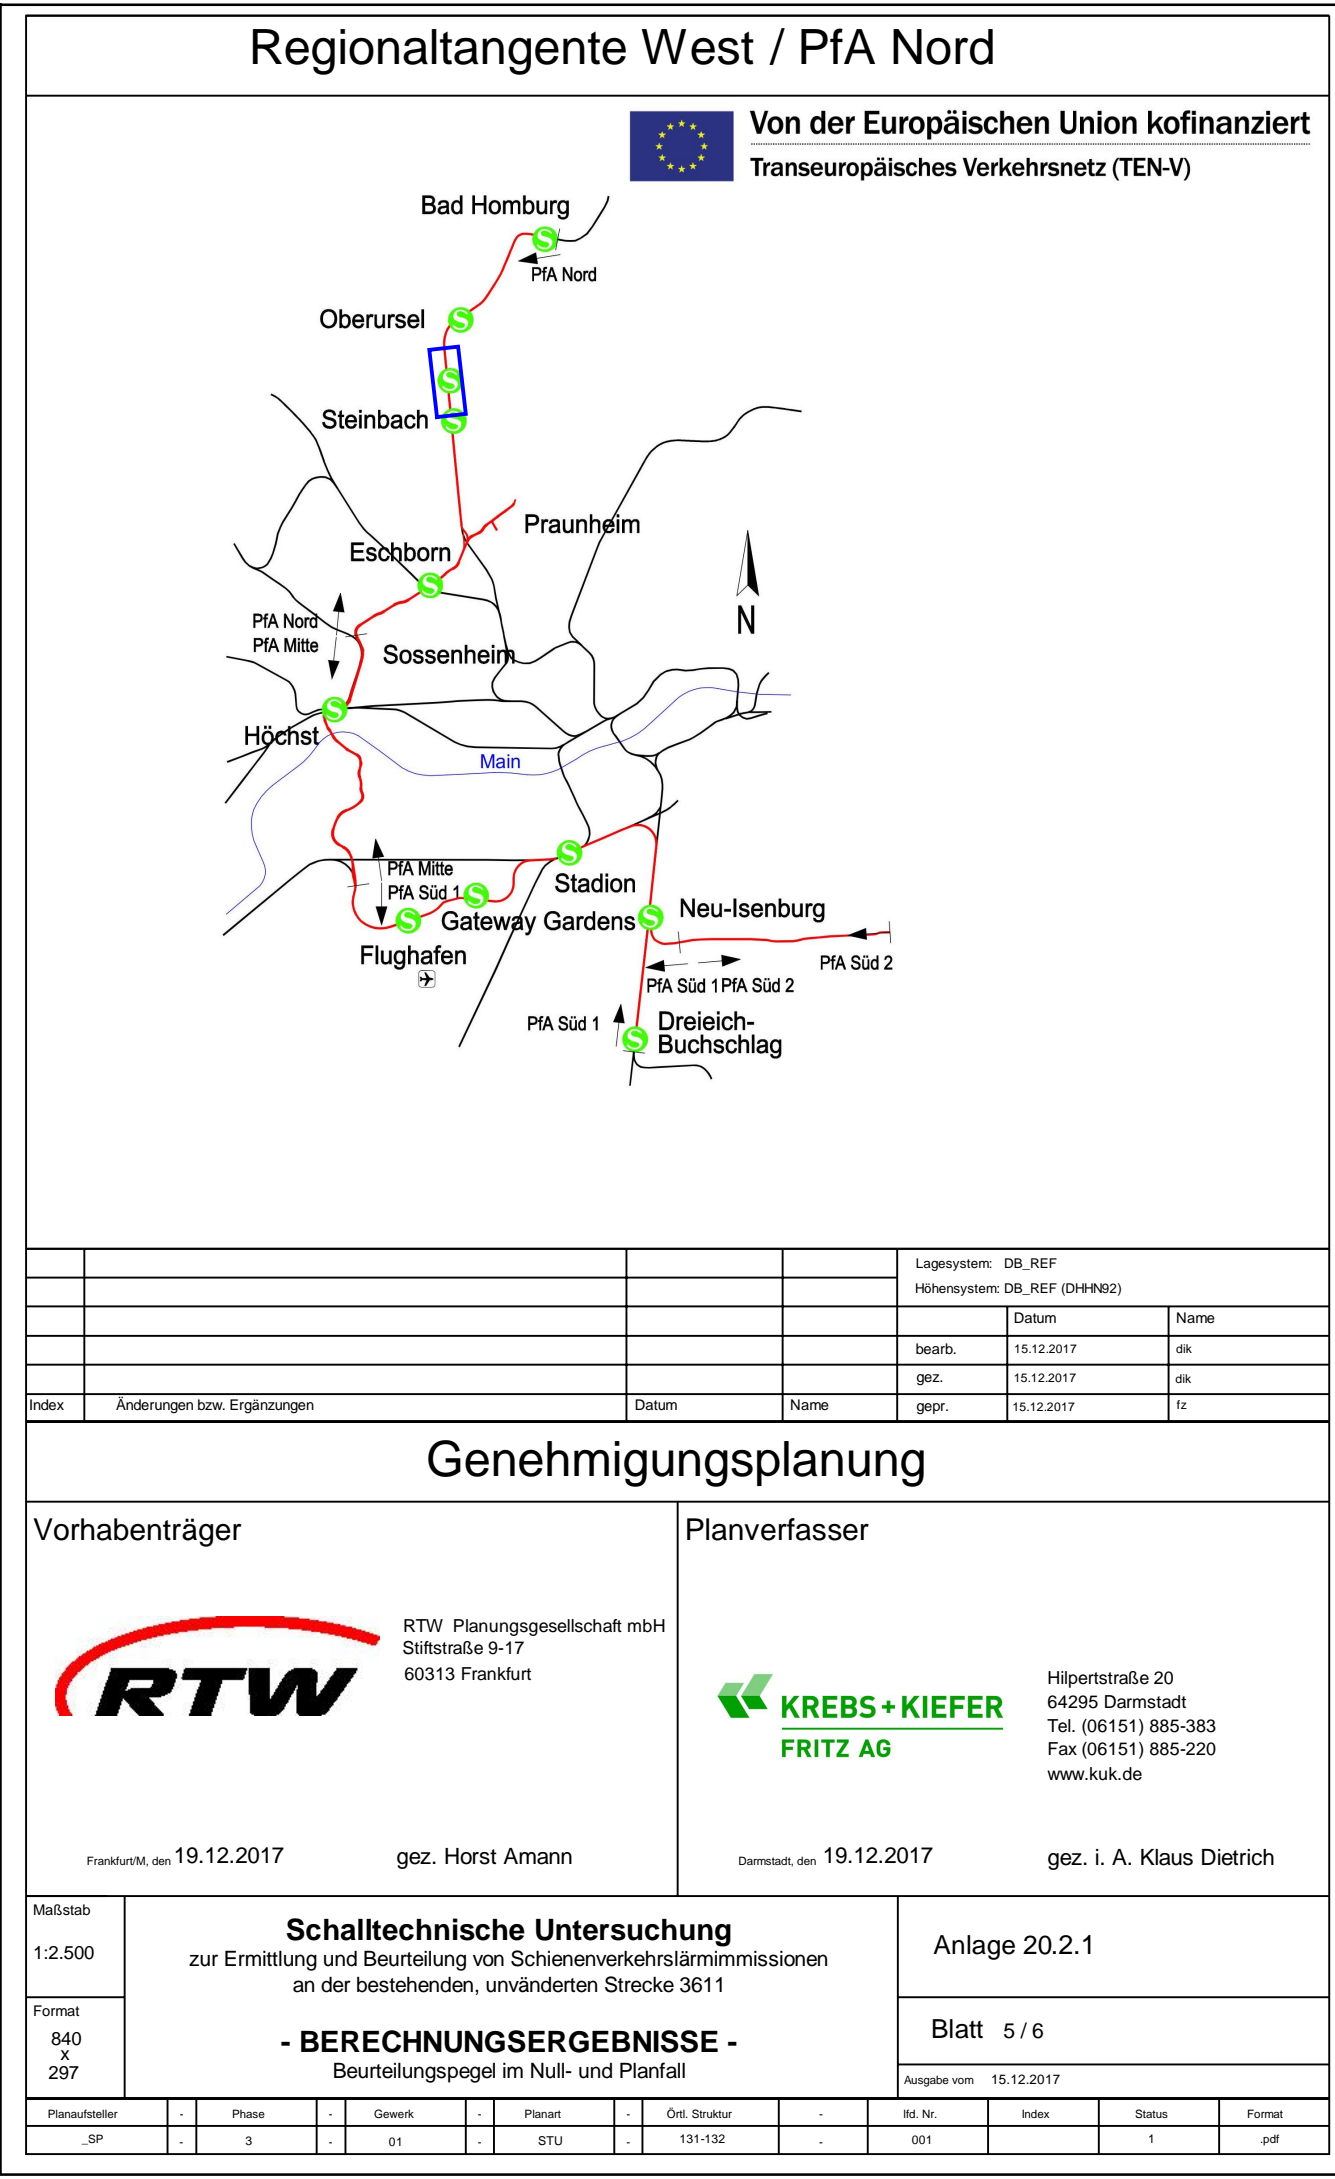 Regionaltangente West / PfA Nord
Von der Europäischen Union kofinanziert
Transeuropäisches Verkehrsnetz (TEN-V)
Bad Homburg
PfA Nord
Oberursel
Steinbach
Praunheim
Eschborn
N
PfA Nord
PfA Mitte
Sossenheim
Höchst
Main
PfA Mitte
PfA Süd 1
Stadion
Gateway Gardens
Neu-Isenburg
Flughafen
PfA Süd 2
PfA Süd 1 PfA Süd 2
PfA Süd 1
Dreieich-
Buchschlag
Lagesystem: DB_REF
Höhensystem: DB_REF (DHHN92)
Datum Name
bearb. 15.12.2017 dik
gez. 15.12.2017 dik
Index Änderungen bzw. Ergänzungen Datum Name gepr. 15.12.2017 fz
Genehmigungsplanung
Vorhabenträger
RTW
RTW Planungsgesellschaft mbH
Stiftstraße 9-17
60313 Frankfurt
Frankfurt/M, den 19.12.2017 gez. Horst Amann
Planverfasser
KREBS+KIEFER
FRITZ AG
Hilpertstraße 20
64295 Darmstadt
Tel. (06151) 885-383
Fax (06151) 885-220
www.kuk.de
Darmstadt, den 19.12.2017 gez. i. A. Klaus Dietrich
Maßstab
1:2.500
Format
840
x
297
Schalltechnische Untersuchung
zur Ermittlung und Beurteilung von Schienenverkehrslärmimmissionen
an der bestehenden, unvänderten Strecke 3611
- BERECHNUNGSERGEBNISSE -
Beurteilungspegel im Null- und Planfall
Anlage 20.2.1
Blatt 5 / 6
Ausgabe vom 15.12.2017
Planaufsteller - Phase - Gewerk - Planart - Örtl. Struktur - lfd. Nr. Index Status Format
_SP - 3 - 01 - STU - 131-132 - 001 1 .pdf